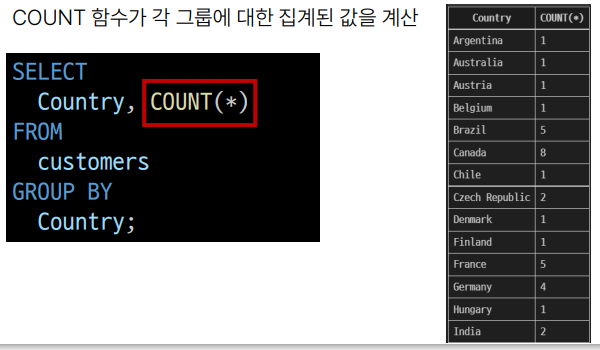 COUNT 함수가 각 그룹에 대한 집계된 값을 계산
SELECT
Country, COUNT(*)
FROM
customers
GROUP BY
Country;
Country COUNT(*)
Argentina 1
Australia 1
Austria 1
Belgium 1
Brazil 5
Canada 8
Chile 1
Czech Republic 2
Denmark 1
Finland 1
France 5
Germany 4
Hungary 1
India 2